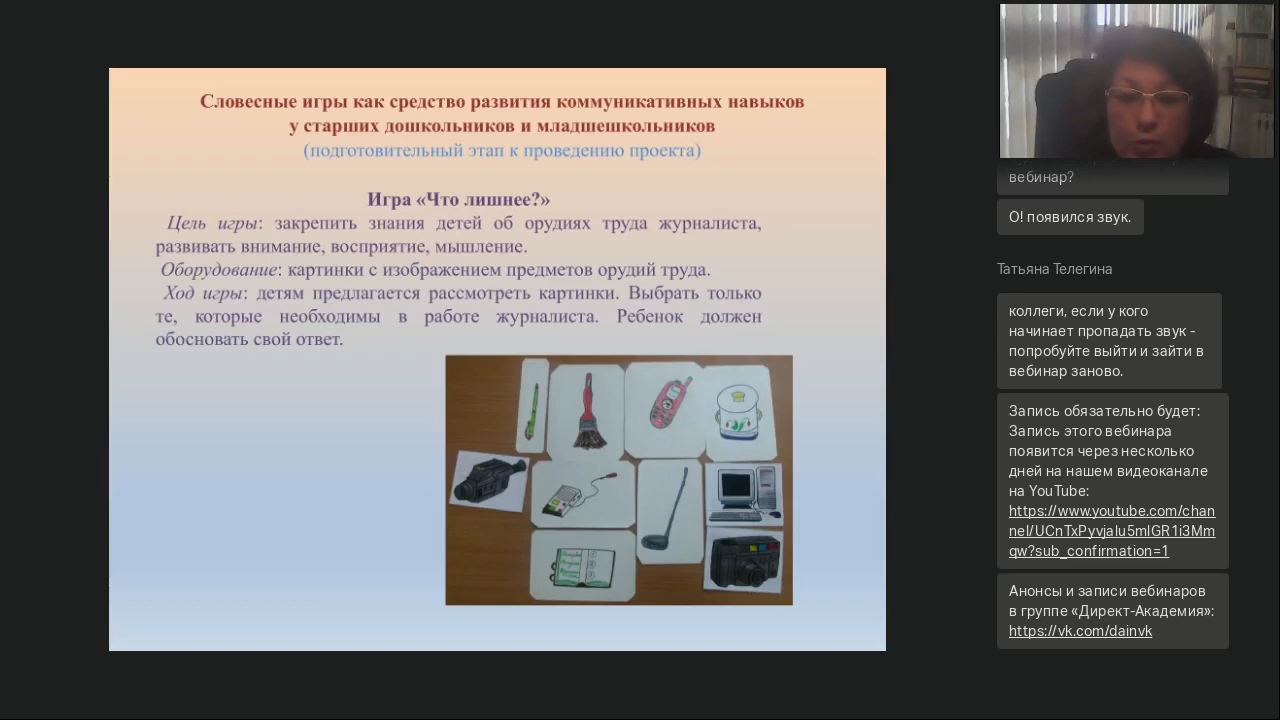 Словесные игры как средство развития коммуникативных навыков
у старших дошкольников и младшешкольников
(подготовительный этап к проведению проекта)
Игра «Что лишнее?»
Цель игры: закрепить знания детей об орудиях труда журналиста,
развивать внимание, восприятие, мышление.
Оборудование: картинки с изображением предметов орудий труда.
Ход игры: детям предлагается рассмотреть картинки. Выбрать только
те, которые необходимы в работе журналиста. Ребенок должен
обосновать свой ответ.
вебинар?
О! появился звук.
Татьяна Телегина
коллеги, если у кого
начинает пропадать звук -
попробуйте выйти и зайти в
вебинар заново.
Запись обязательно будет:
Запись этого вебинара
появится через несколько
дней на нашем видеоканале
на YouTube:
https://www.youtube.com/chan
nel/UCnTxPyvjalu5mlGR1i3Mm
qw?sub_confirmation=1
Анонсы и записи вебинаров
в группе «Директ-Академия»:
https://vk.com/dainvk